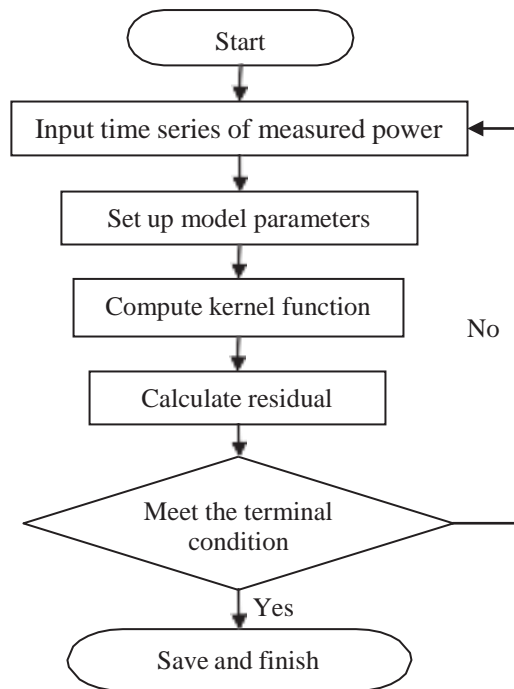 Start
Input time series of measured power
Set up model parameters
Compute kernel function
No
Calculate residual
Meet the terminal
condition
Yes
Save and finish